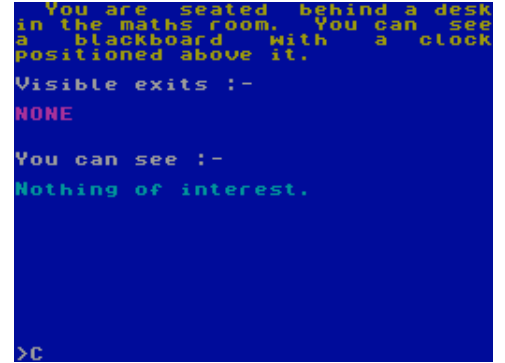 You are seated behind a desk
in the maths room. You can see
a blackboard with a clock
positioned above it.
Visible exits :-
NONE
You can see :-
Nothing of interest.
>C